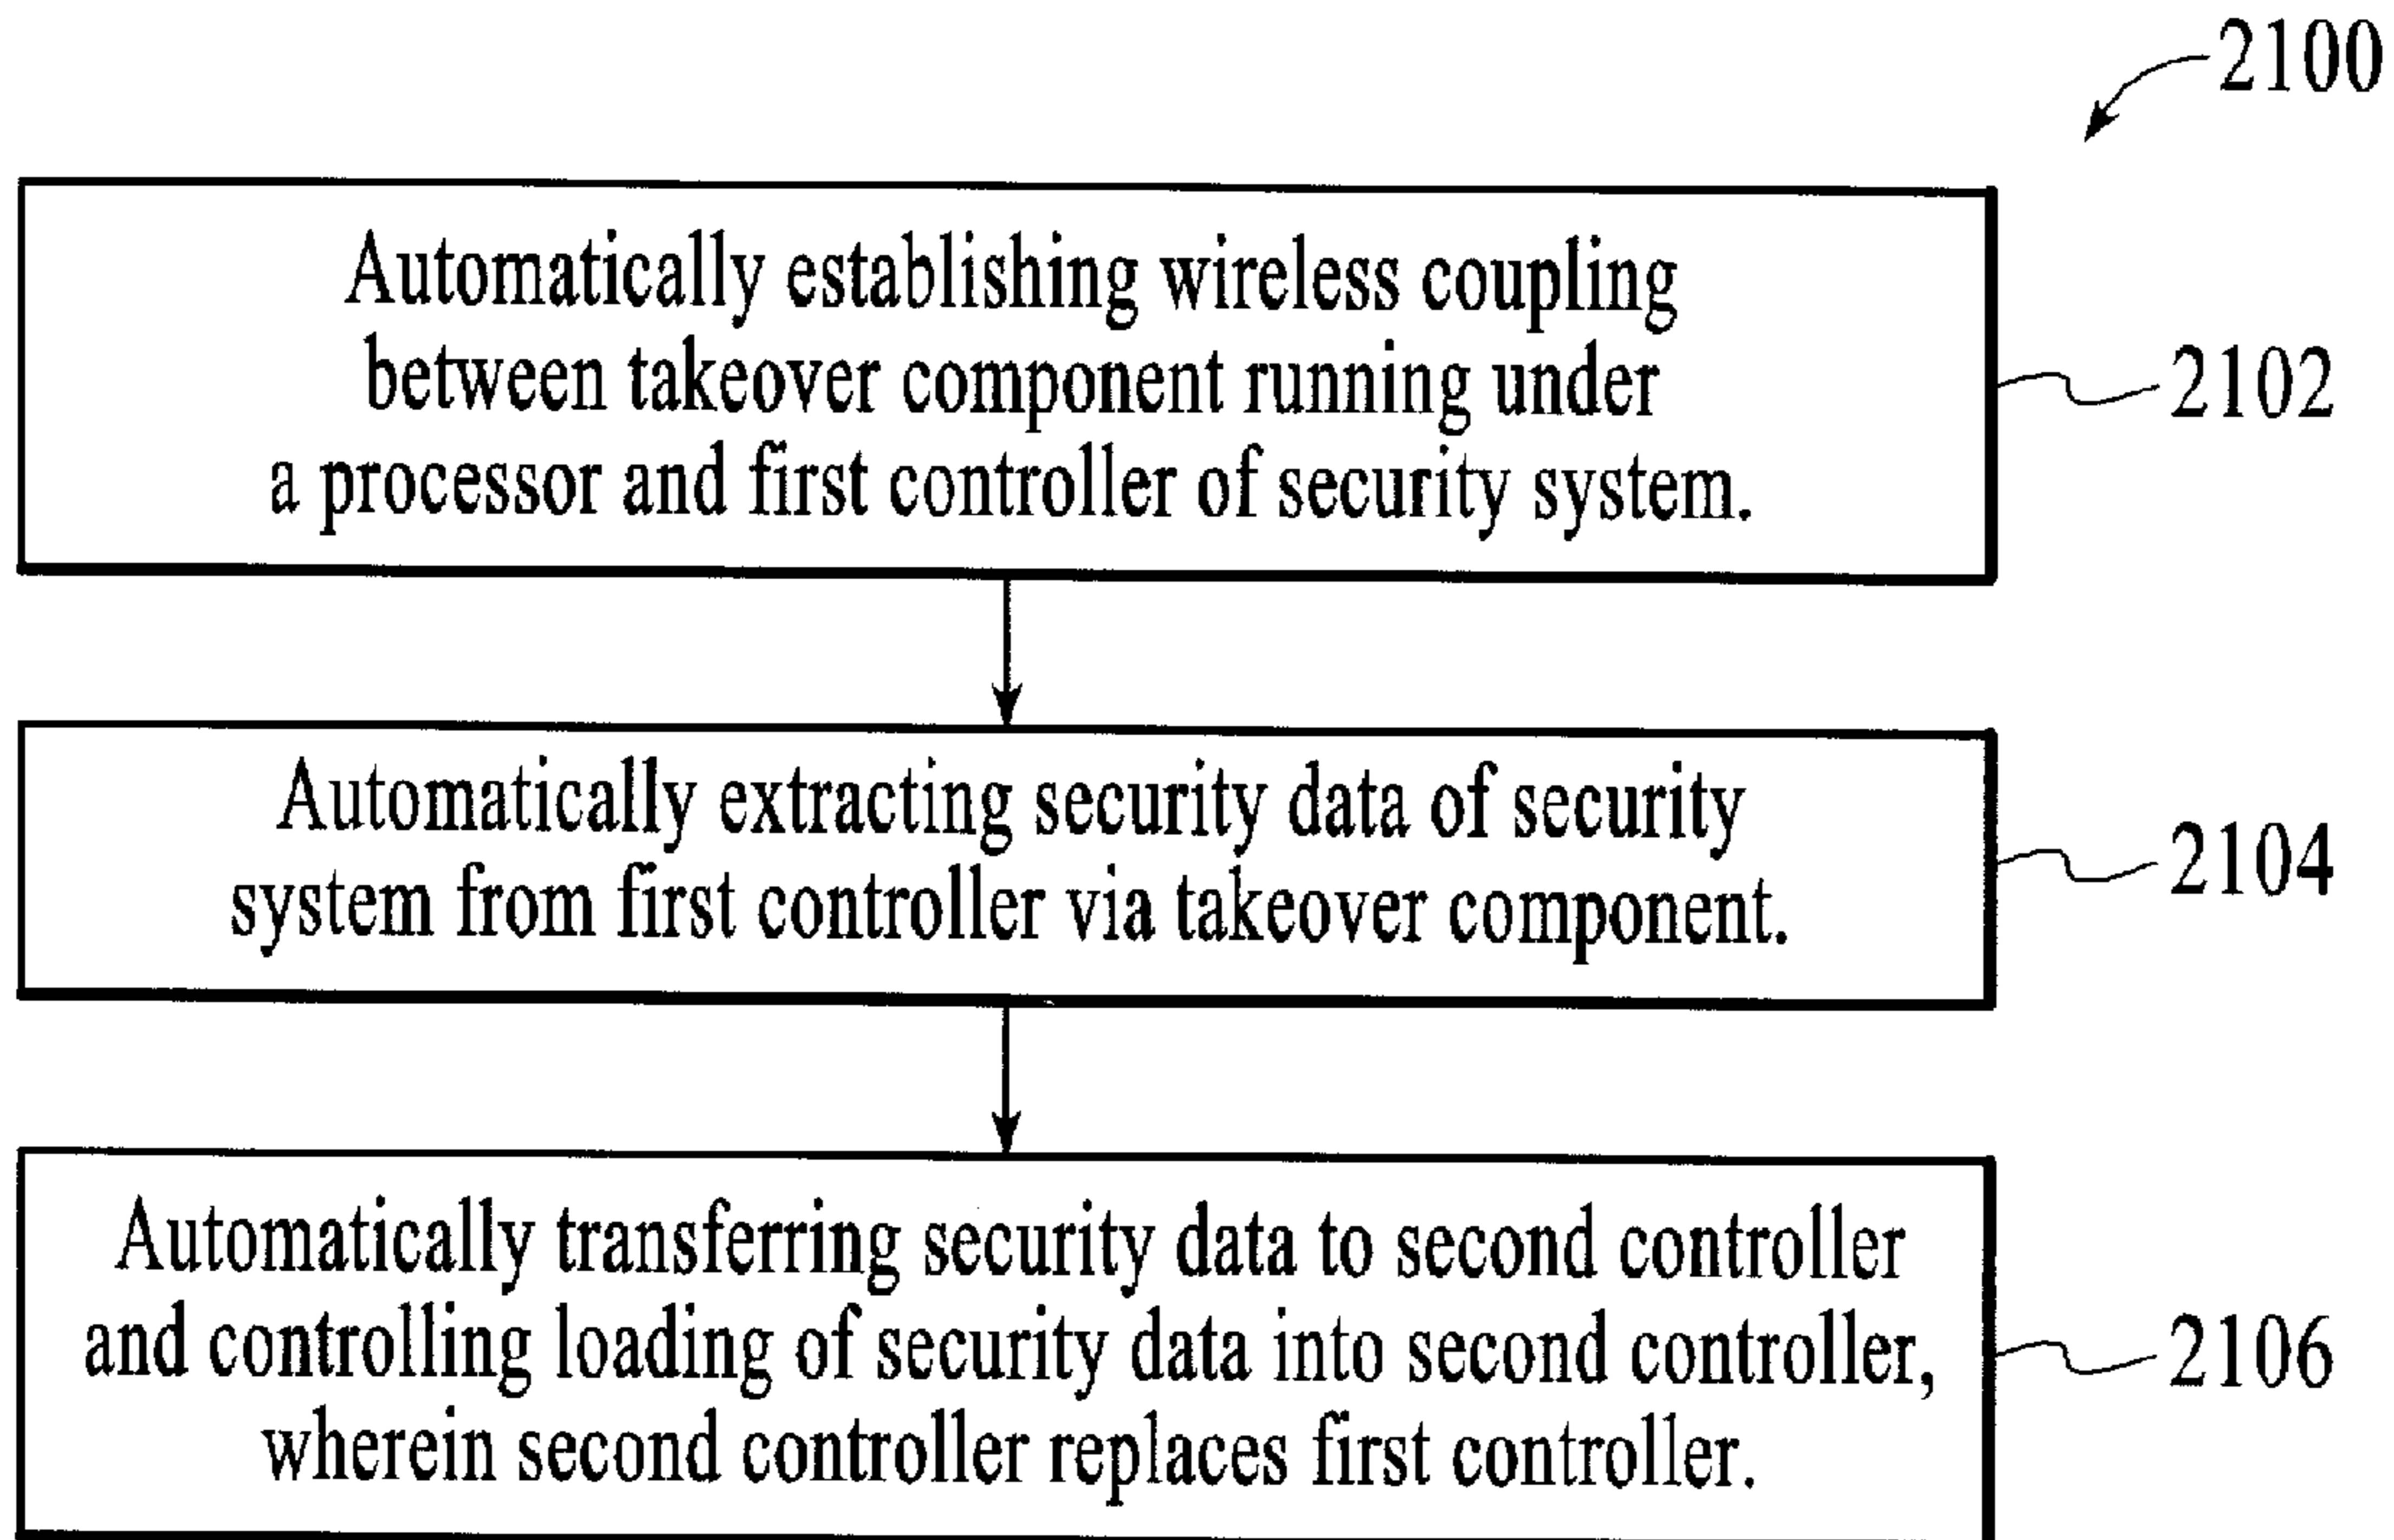 2100
Automatically establishing wireless coupling
between takeover component running under
a processor and first controller of security system.
2102
Automatically extracting security data of security
system from first controller via takeover component.
2104
Automatically transferring security data to second controller
and controlling loading of security data into second controller,
wherein second controller replaces first controller.
2106